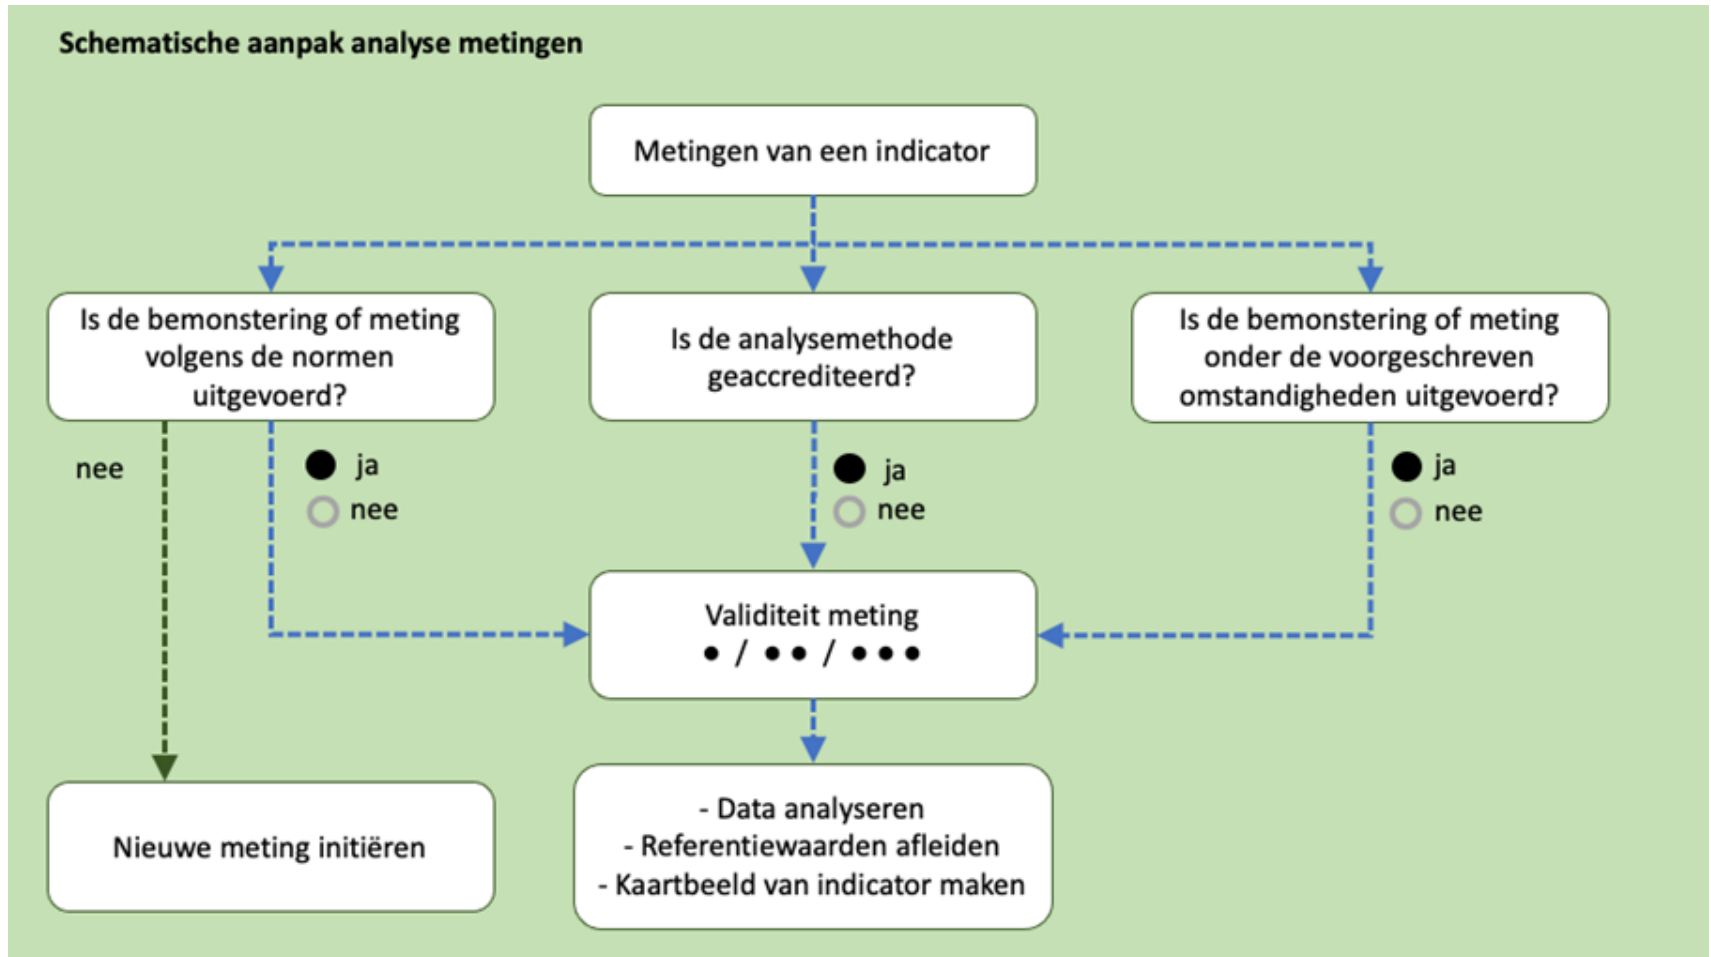 Schematische aanpak analyse metingen
Metingen van een indicator
Is de bemonstering of meting
volgens de normen
uitgevoerd?
Is de analysemethode
geaccrediteerd?
Is de bemonstering of meting
onder de voorgeschreven
omstandigheden uitgevoerd?
nee
ja
nee
ja
nee
ja
nee
Validiteit meting
• / • • / • • •
Nieuwe meting initiëren
- Data analyseren
- Referentiewaarden afleiden
- Kaartbeeld van indicator maken